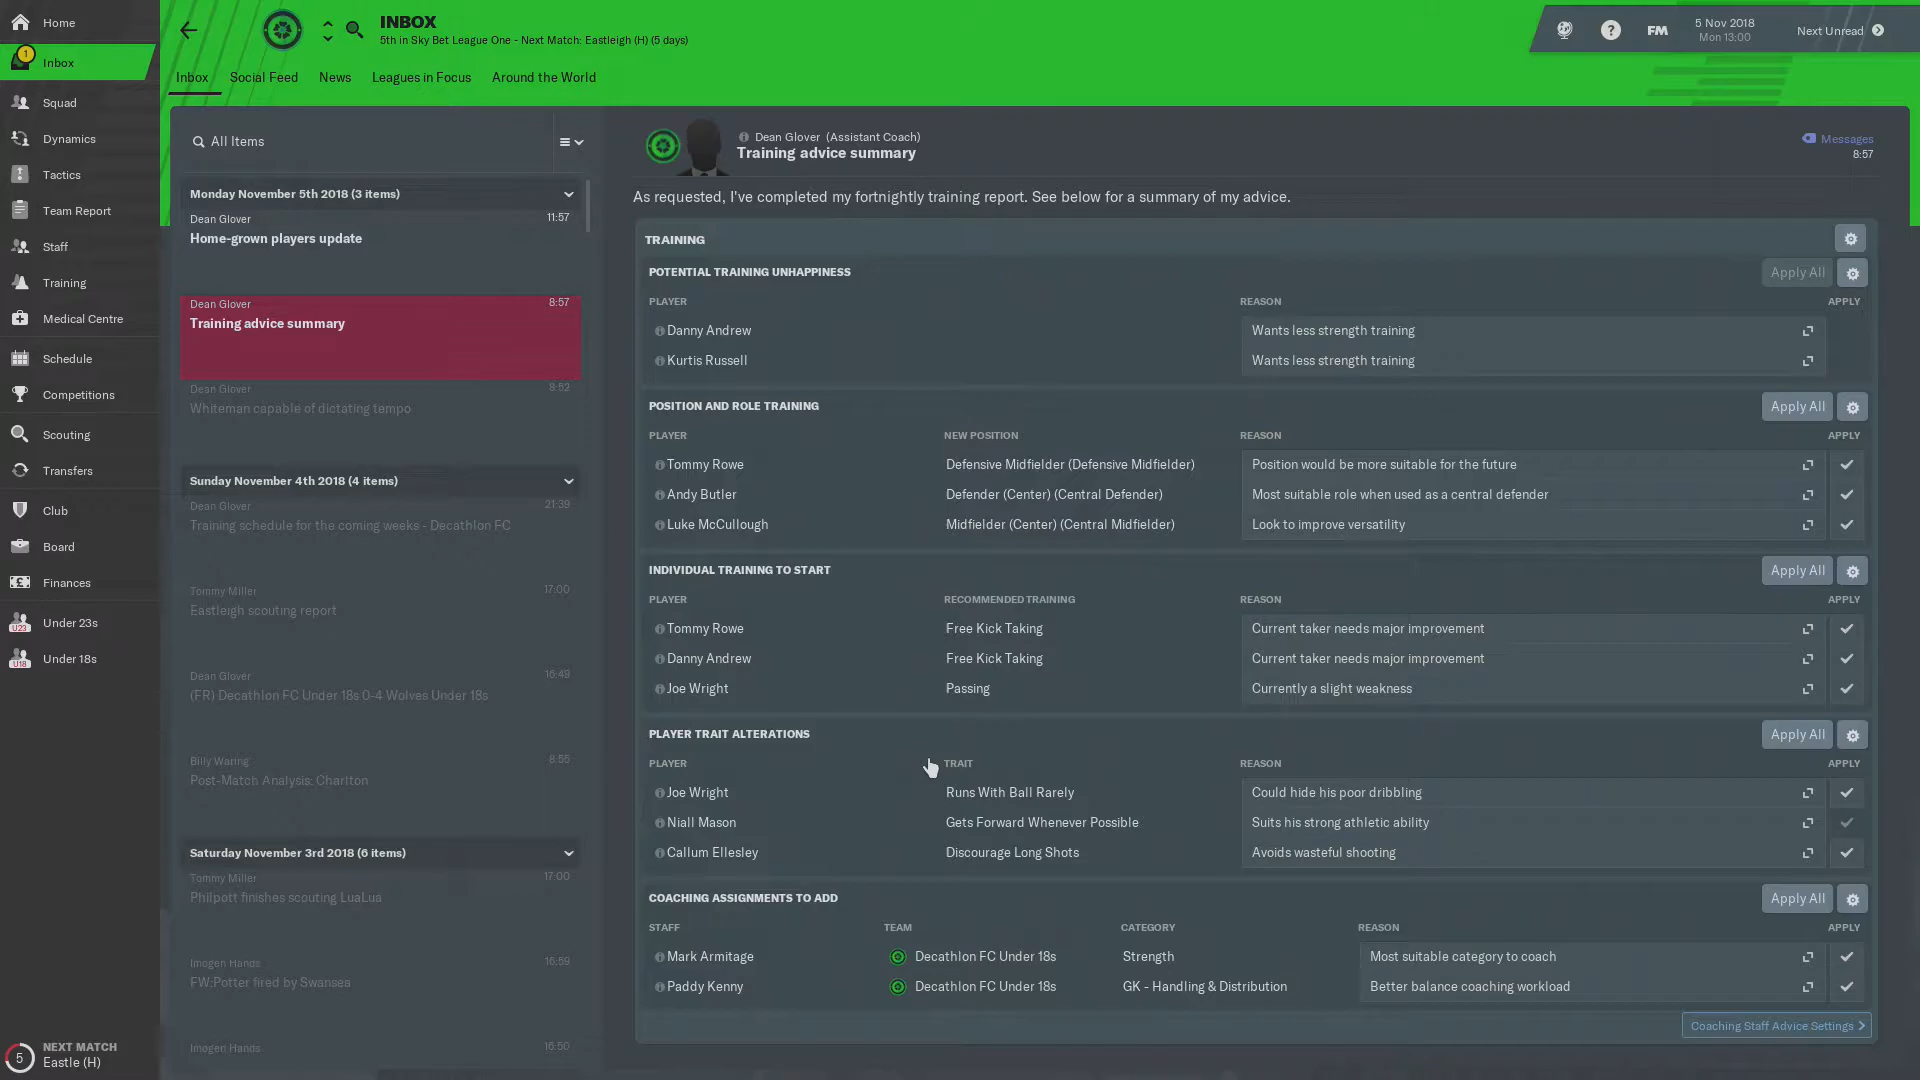 Home
1
Inbox
Squad
Dynamics
Tactics
Team Report
Staff
Training
Medical Centre
Schedule
Competitions
Scouting
Transfers
Club
Board
Finances
U23
Under 23s
U18
Under 18s
5
NEXT MATCH
Eastle (H)
INBOX
5th in Sky Bet League One - Next Match: Eastleigh (H) (5 days)
FM
5 Nov 2018
Mon 13:00
Next Unread
Inbox Social Feed News Leagues in Focus Around the World
All Items
Monday November 5th 2018 (3 items)
Dean Glover 11:57
Home-grown players update
Dean Glover 8:57
Training advice summary
Dean Glover 8:52
Whiteman capable of dictating tempo
Sunday November 4th 2018 (4 items)
Dean Glover 21:39
Training schedule for the coming weeks - Decathlon FC
Tommy Miller 17:00
Eastleigh scouting report
Dean Glover 16:49
(FR) Decathlon FC Under 18s 0-4 Wolves Under 18s
Billy Waring 8:55
Post-Match Analysis: Charlton
Saturday November 3rd 2018 (6 items)
Tommy Miller 17:00
Philpott finishes scouting LuaLua
Imogen Hands 16:59
FW:Potter fired by Swansea
Imogen Hands 16:50
Dean Glover (Assistant Coach)
Training advice summary
Messages
8:57
As requested, I've completed my fortnightly training report. See below for a summary of my advice.
TRAINING
POTENTIAL TRAINING UNHAPPINESS Apply All
PLAYER REASON APPLY
Danny Andrew Wants less strength training
Kurtis Russell Wants less strength training
POSITION AND ROLE TRAINING Apply All
PLAYER NEW POSITION REASON APPLY
Tommy Rowe Defensive Midfielder (Defensive Midfielder) Position would be more suitable for the future
Andy Butler Defender (Center) (Central Defender) Most suitable role when used as a central defender
Luke McCullough Midfielder (Center) (Central Midfielder) Look to improve versatility
INDIVIDUAL TRAINING TO START Apply All
PLAYER RECOMMENDED TRAINING REASON APPLY
Tommy Rowe Free Kick Taking Current taker needs major improvement
Danny Andrew Free Kick Taking Current taker needs major improvement
Joe Wright Passing Currently a slight weakness
PLAYER TRAIT ALTERATIONS Apply All
PLAYER TRAIT REASON APPLY
Joe Wright Runs With Ball Rarely Could hide his poor dribbling
Niall Mason Gets Forward Whenever Possible Suits his strong athletic ability
Callum Ellesley Discourage Long Shots Avoids wasteful shooting
COACHING ASSIGNMENTS TO ADD Apply All
STAFF TEAM CATEGORY REASON APPLY
Mark Armitage Decathlon FC Under 18s Strength Most suitable category to coach
Paddy Kenny Decathlon FC Under 18s GK - Handling & Distribution Better balance coaching workload
Coaching Staff Advice Settings